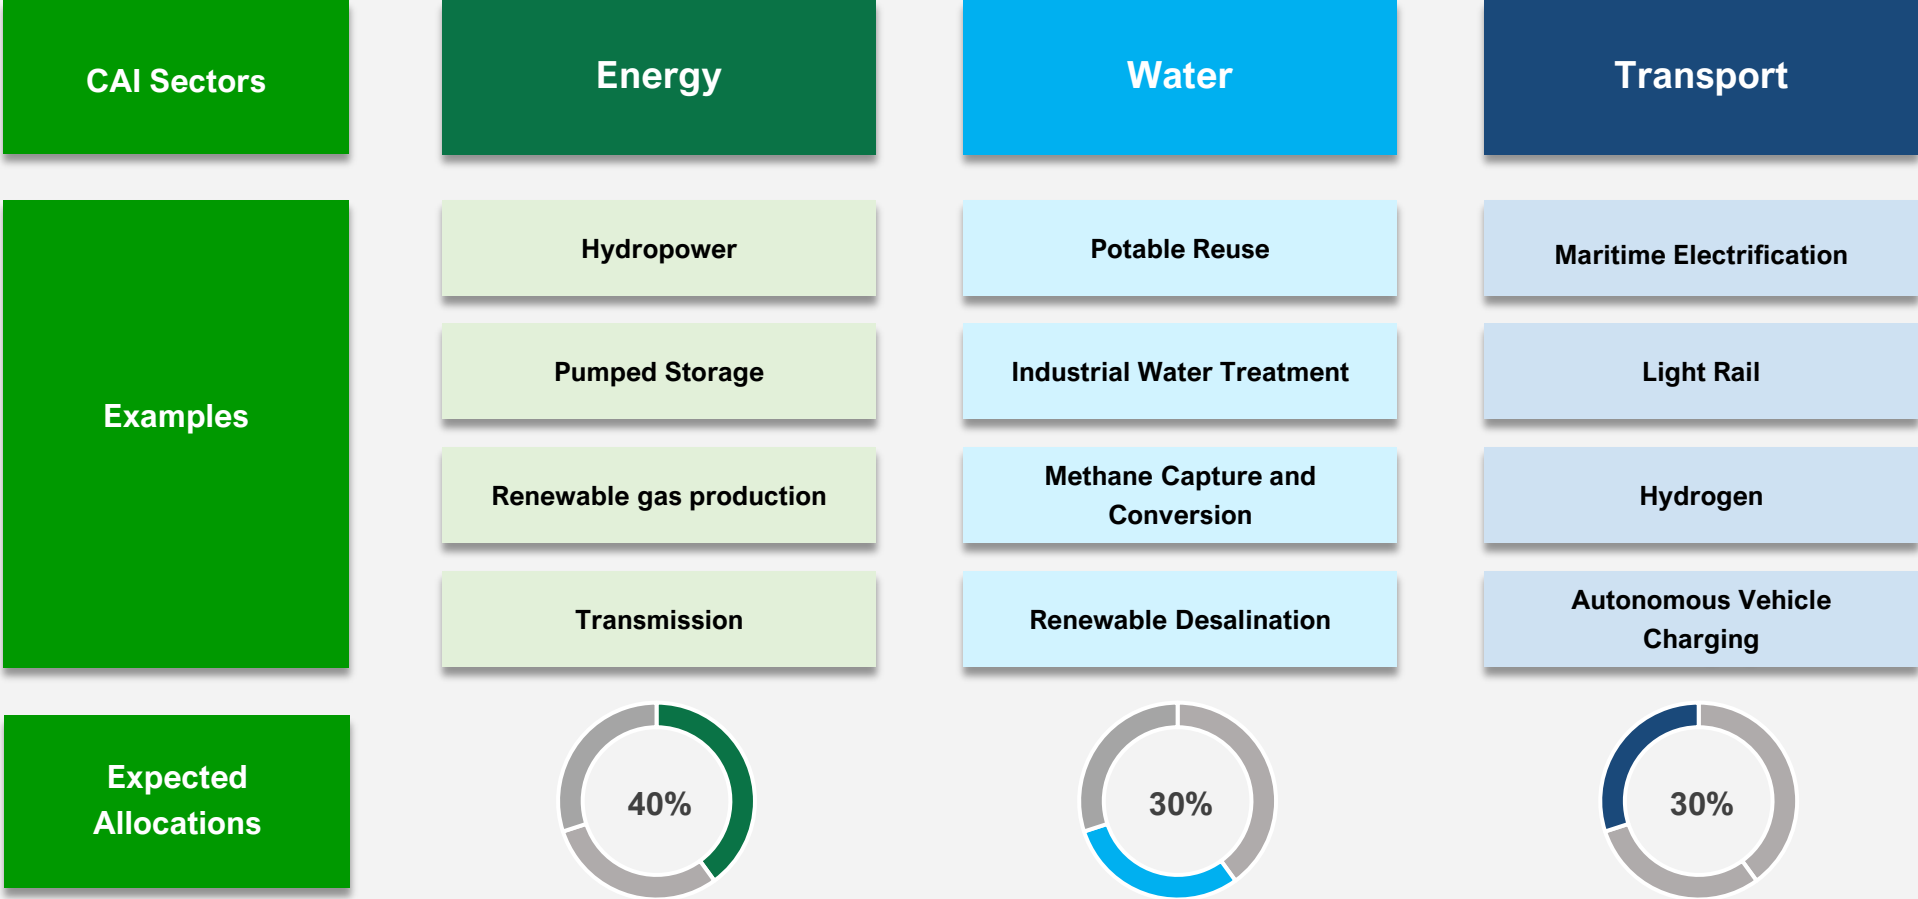 CAI Sectors
Energy
Water
Transport
Examples
Hydropower
Potable Reuse
Maritime Electrification
Pumped Storage
Industrial Water Treatment
Light Rail
Renewable gas production
Methane Capture and
Conversion
Hydrogen
Transmission
Renewable Desalination
Autonomous Vehicle
Charging
Expected
Allocations
40%
30%
30%